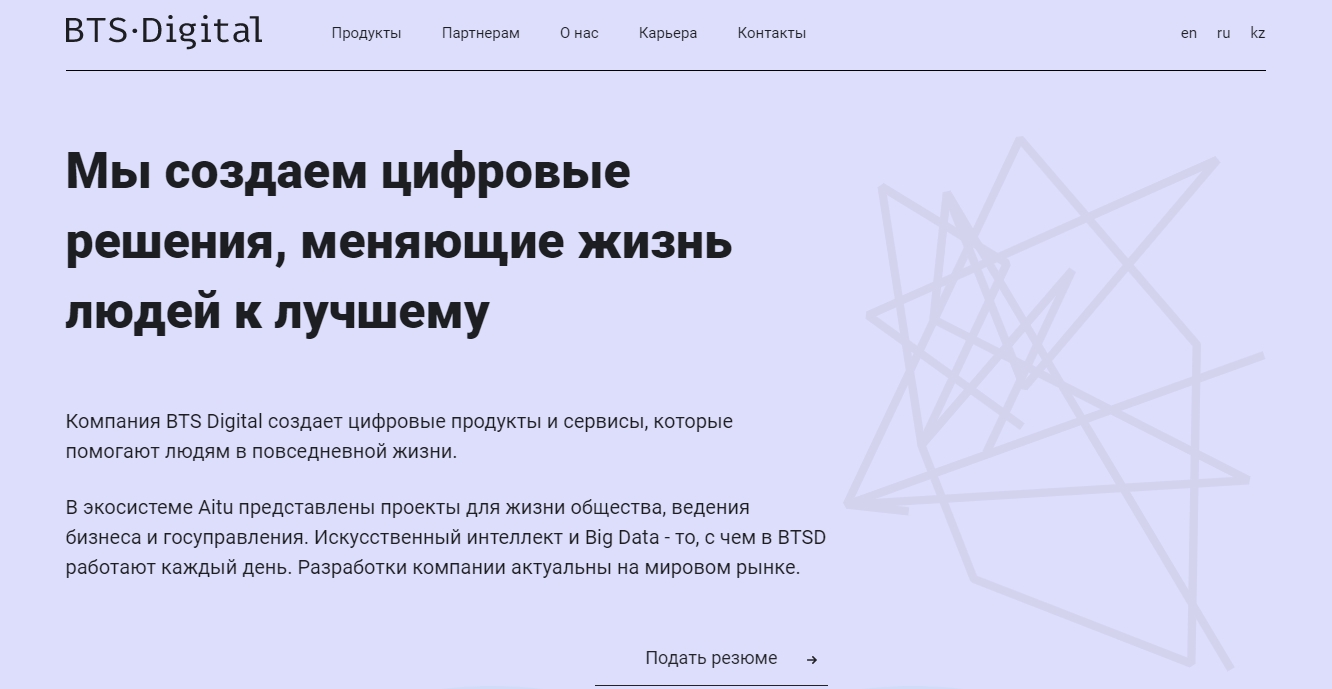 BTS·Digital
Продукты
Партнерам
О нас
Карьера
Контакты
en
ru
kz
Мы создаем цифровые
решения, меняющие жизнь
людей к лучшему
Компания BTS Digital создает цифровые продукты и сервисы, которые
помогают людям в повседневной жизни.
В экосистеме Aitu представлены проекты для жизни общества, ведения
бизнеса и госуправления. Искусственный интеллект и Big Data - то, с чем в BTSD
работают каждый день. Разработки компании актуальны на мировом рынке.
Подать резюме